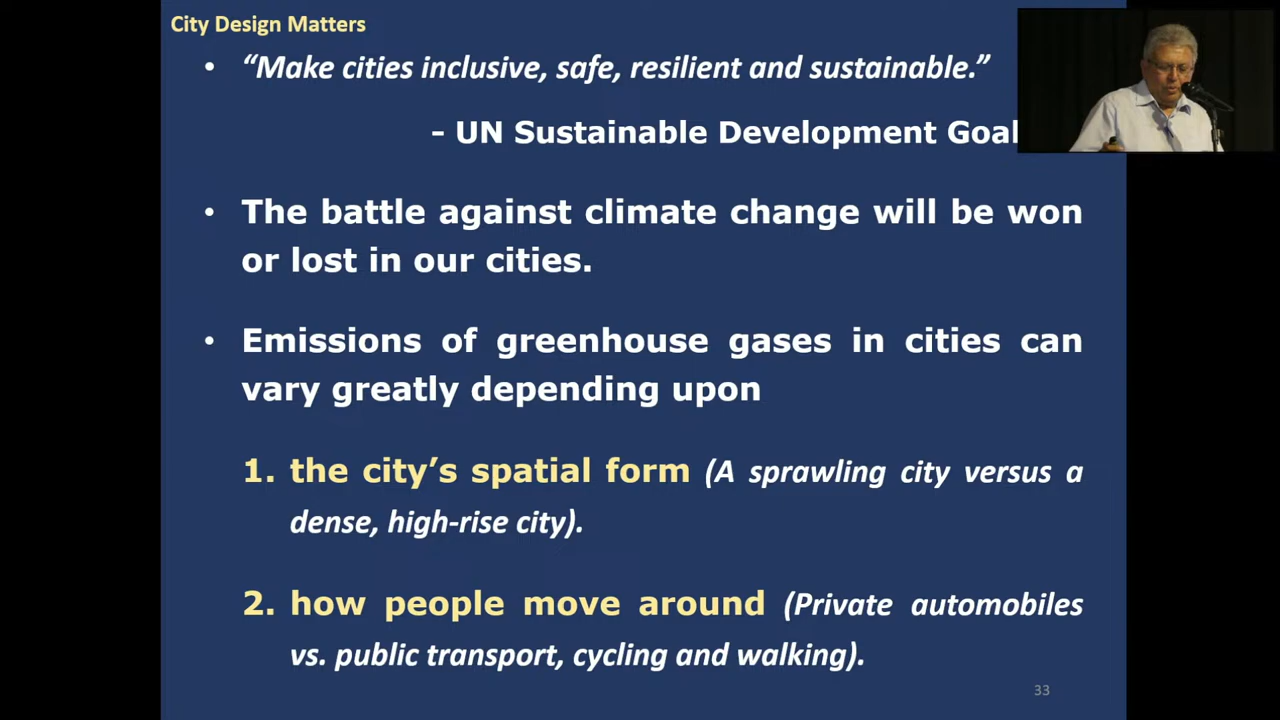 City Design Matters
• “Make cities inclusive, safe, resilient and sustainable.”
- UN Sustainable Development Goal
• The battle against climate change will be won
or lost in our cities.
• Emissions of greenhouse gases in cities can
vary greatly depending upon
1. the city’s spatial form (A sprawling city versus a
dense, high-rise city).
2. how people move around (Private automobiles
vs. public transport, cycling and walking).
33